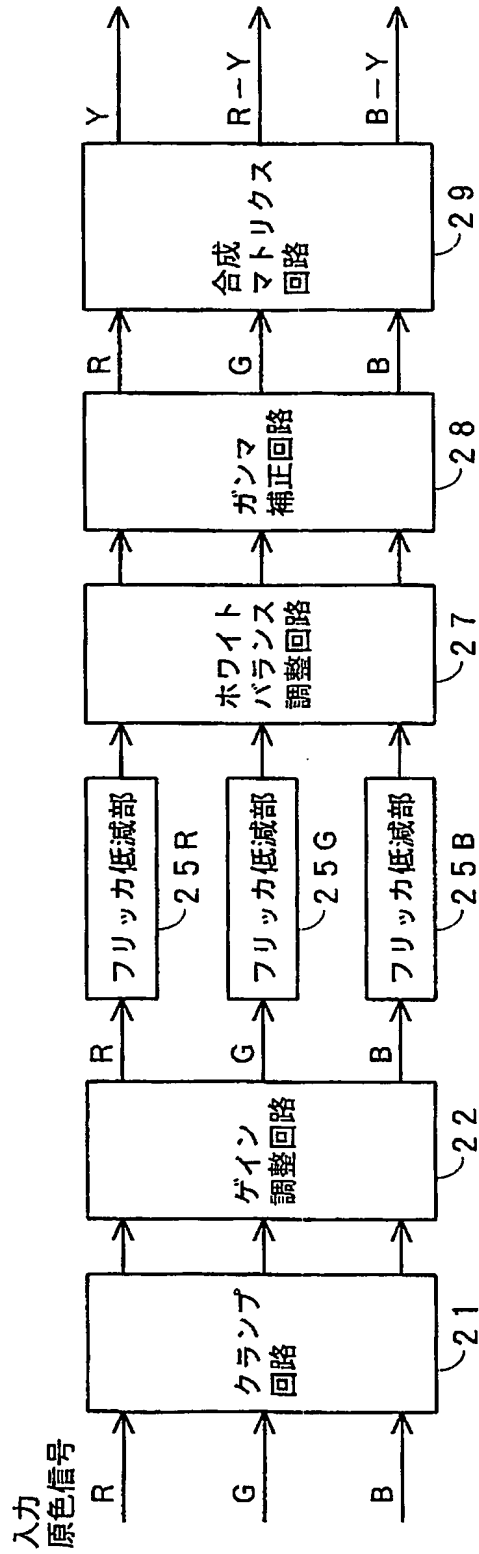 入力
原色信号
R
G
B
クランプ
回路
21
ゲイン
調整回路
22
R
G
B
フリッカ低減部
25R
フリッカ低減部
25G
フリッカ低減部
25B
ホワイト
バランス
調整回路
27
ガンマ
補正回路
28
R
G
B
合成
マトリクス
回路
29
Y
R−Y
B−Y